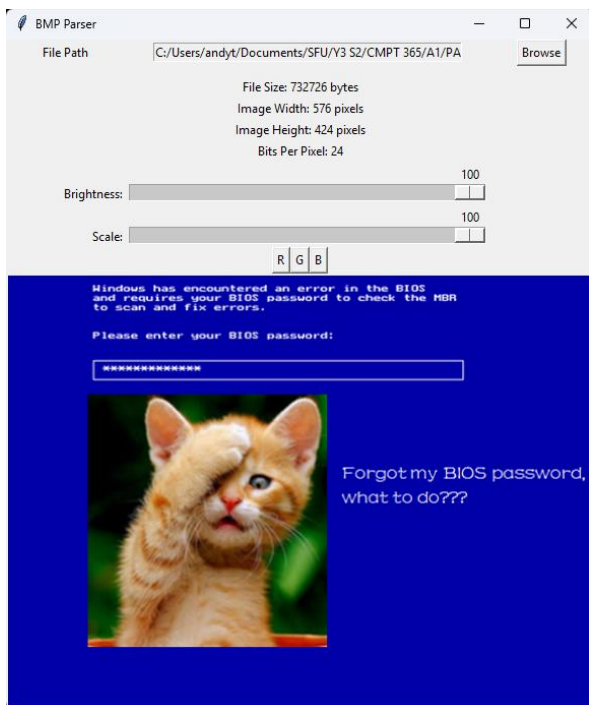 BMP Parser
File Path C:/Users/andyt/Documents/SFU/Y3 S2/CMPT 365/A1/PA Browse
File Size: 732726 bytes
Image Width: 576 pixels
Image Height: 424 pixels
Bits Per Pixel: 24
100
Brightness:
100
Scale:
R G B
Windows has encountered an error in the BIOS
and requires your BIOS password to check the MBR
to scan and fix errors.
Please enter your BIOS password:
*************
Forgot my BIOS password,
what to do???